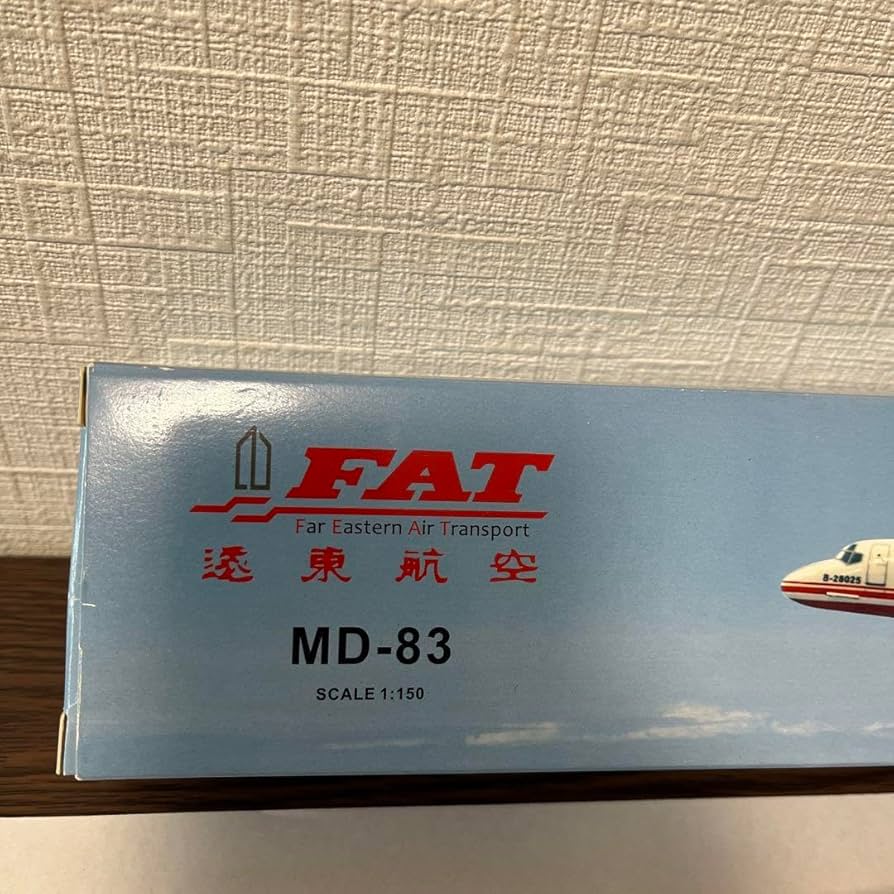 FAT
Far Eastern Air Transport
遠東航空
MD-83
SCALE 1:150
B-28025